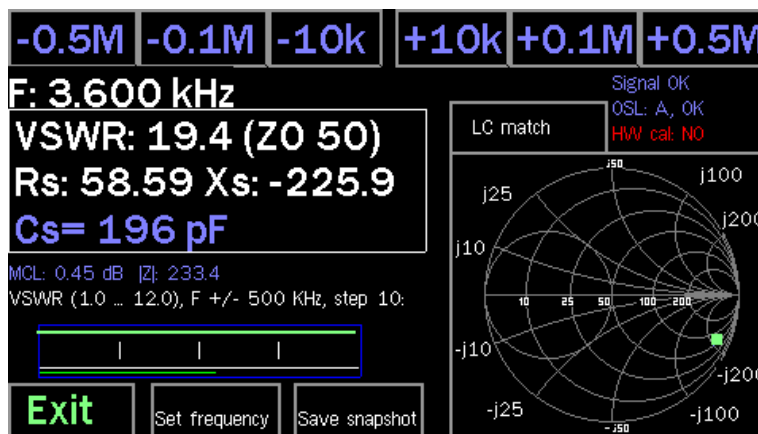 -0.5M -0.1M -10k +10k +0.1M +0.5M
F: 3.600 kHz
Signal OK
OSL: A, OK
HW cal: NO
VSWR: 19.4 (Z0 50)
Rs: 58.59 Xs: -225.9
Cs= 196 pF
LC match
MCL: 0.45 dB |Z|: 233.4
VSWR (1.0 ... 12.0), F +/- 500 KHz, step 10:
j50
j25 j100
j200
j10
10 25 50 100 200
-j10
-j200
-j25 -j100
-j50
Exit
Set frequency
Save snapshot